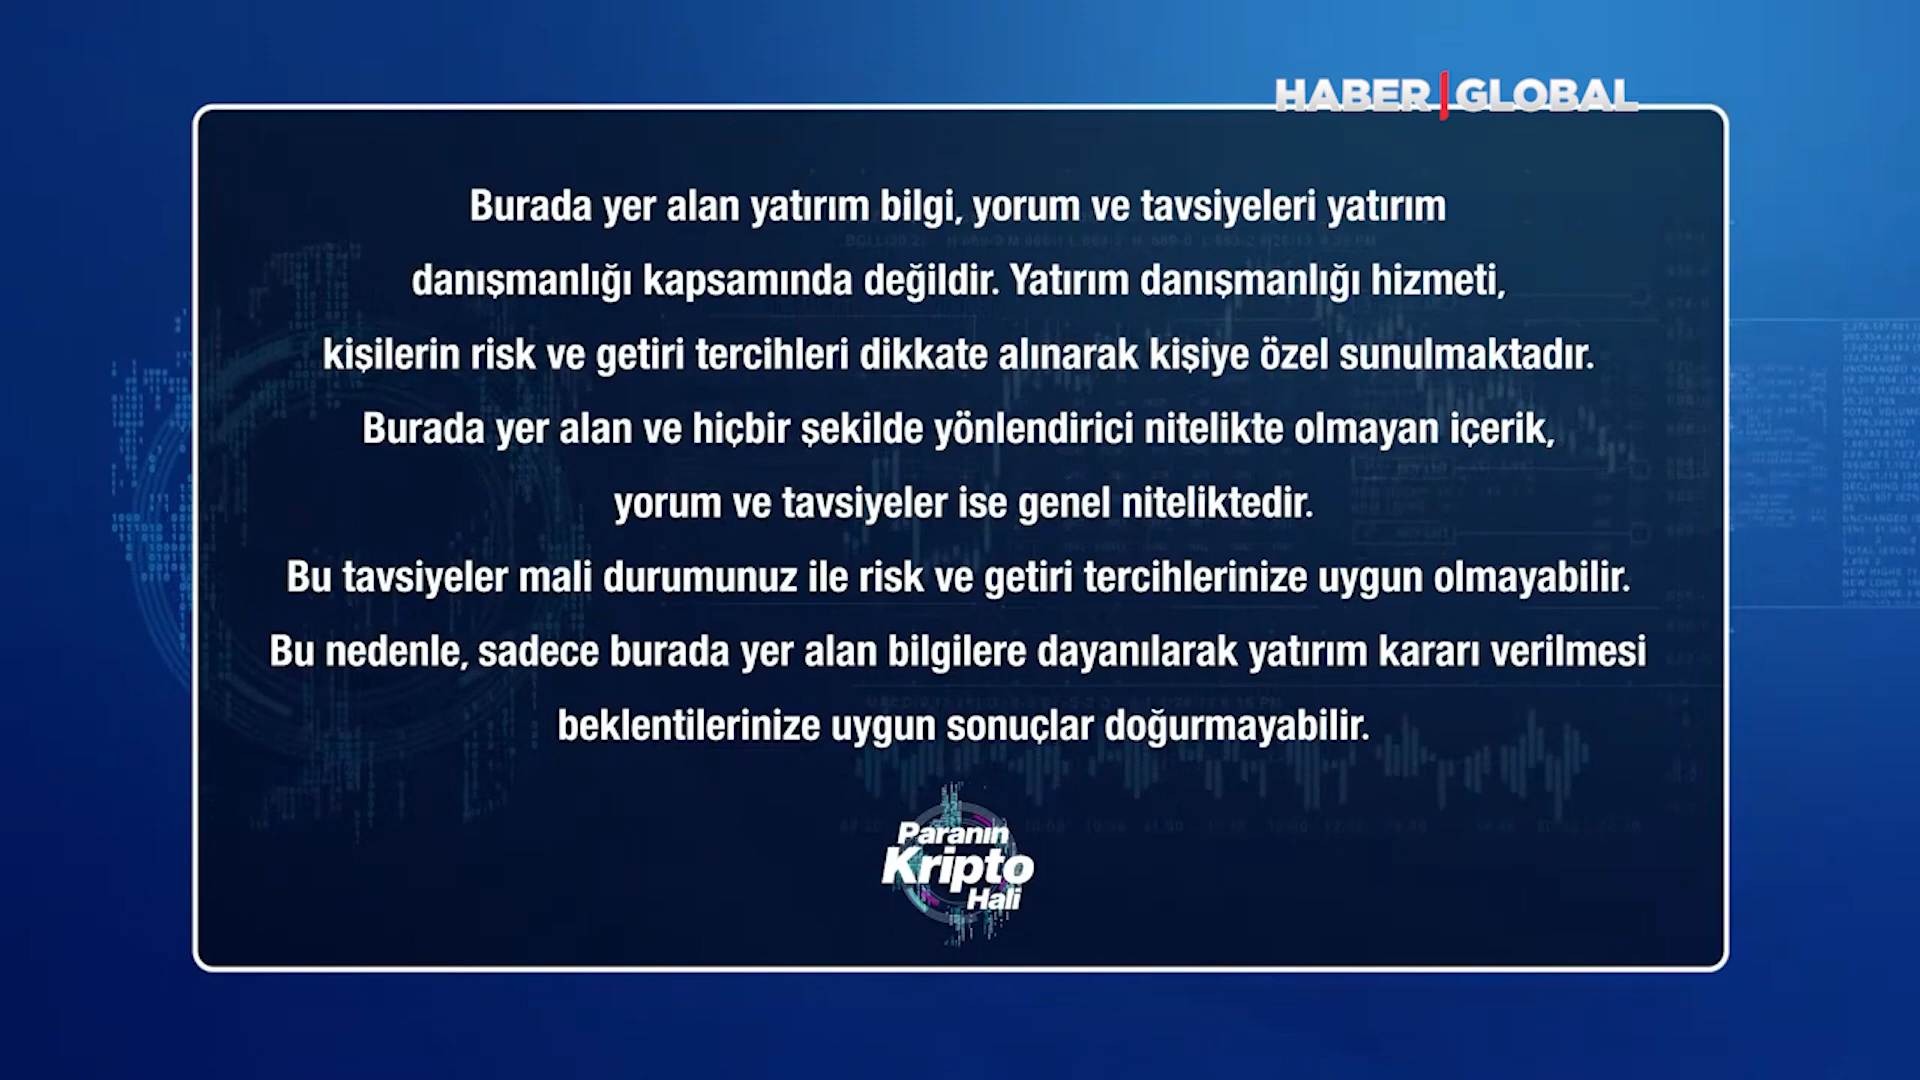 HABER GLOBAL
Burada yer alan yatırım bilgi, yorum ve tavsiyeleri yatırım
danışmanlığı kapsamında değildir. Yatırım danışmanlığı hizmeti,
kişilerin risk ve getiri tercihleri dikkate alınarak kişiye özel sunulmaktadır.
Burada yer alan ve hiçbir şekilde yönlendirici nitelikte olmayan içerik,
yorum ve tavsiyeler ise genel niteliktedir.
Bu tavsiyeler mali durumunuz ile risk ve getiri tercihlerinize uygun olmayabilir.
Bu nedenle, sadece burada yer alan bilgilere dayanılarak yatırım kararı verilmesi
beklentilerinize uygun sonuçlar doğurmayabilir.
Paranın
Kripto
Hali